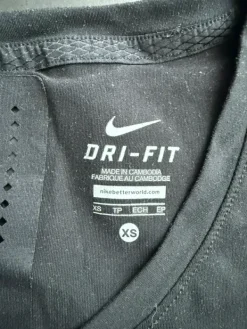 DRI-FIT
MADE IN CAMBODIA
FABRIQUÉ AU CAMBODGE
nikebetterworld.com
XS TP ECH EP
XS